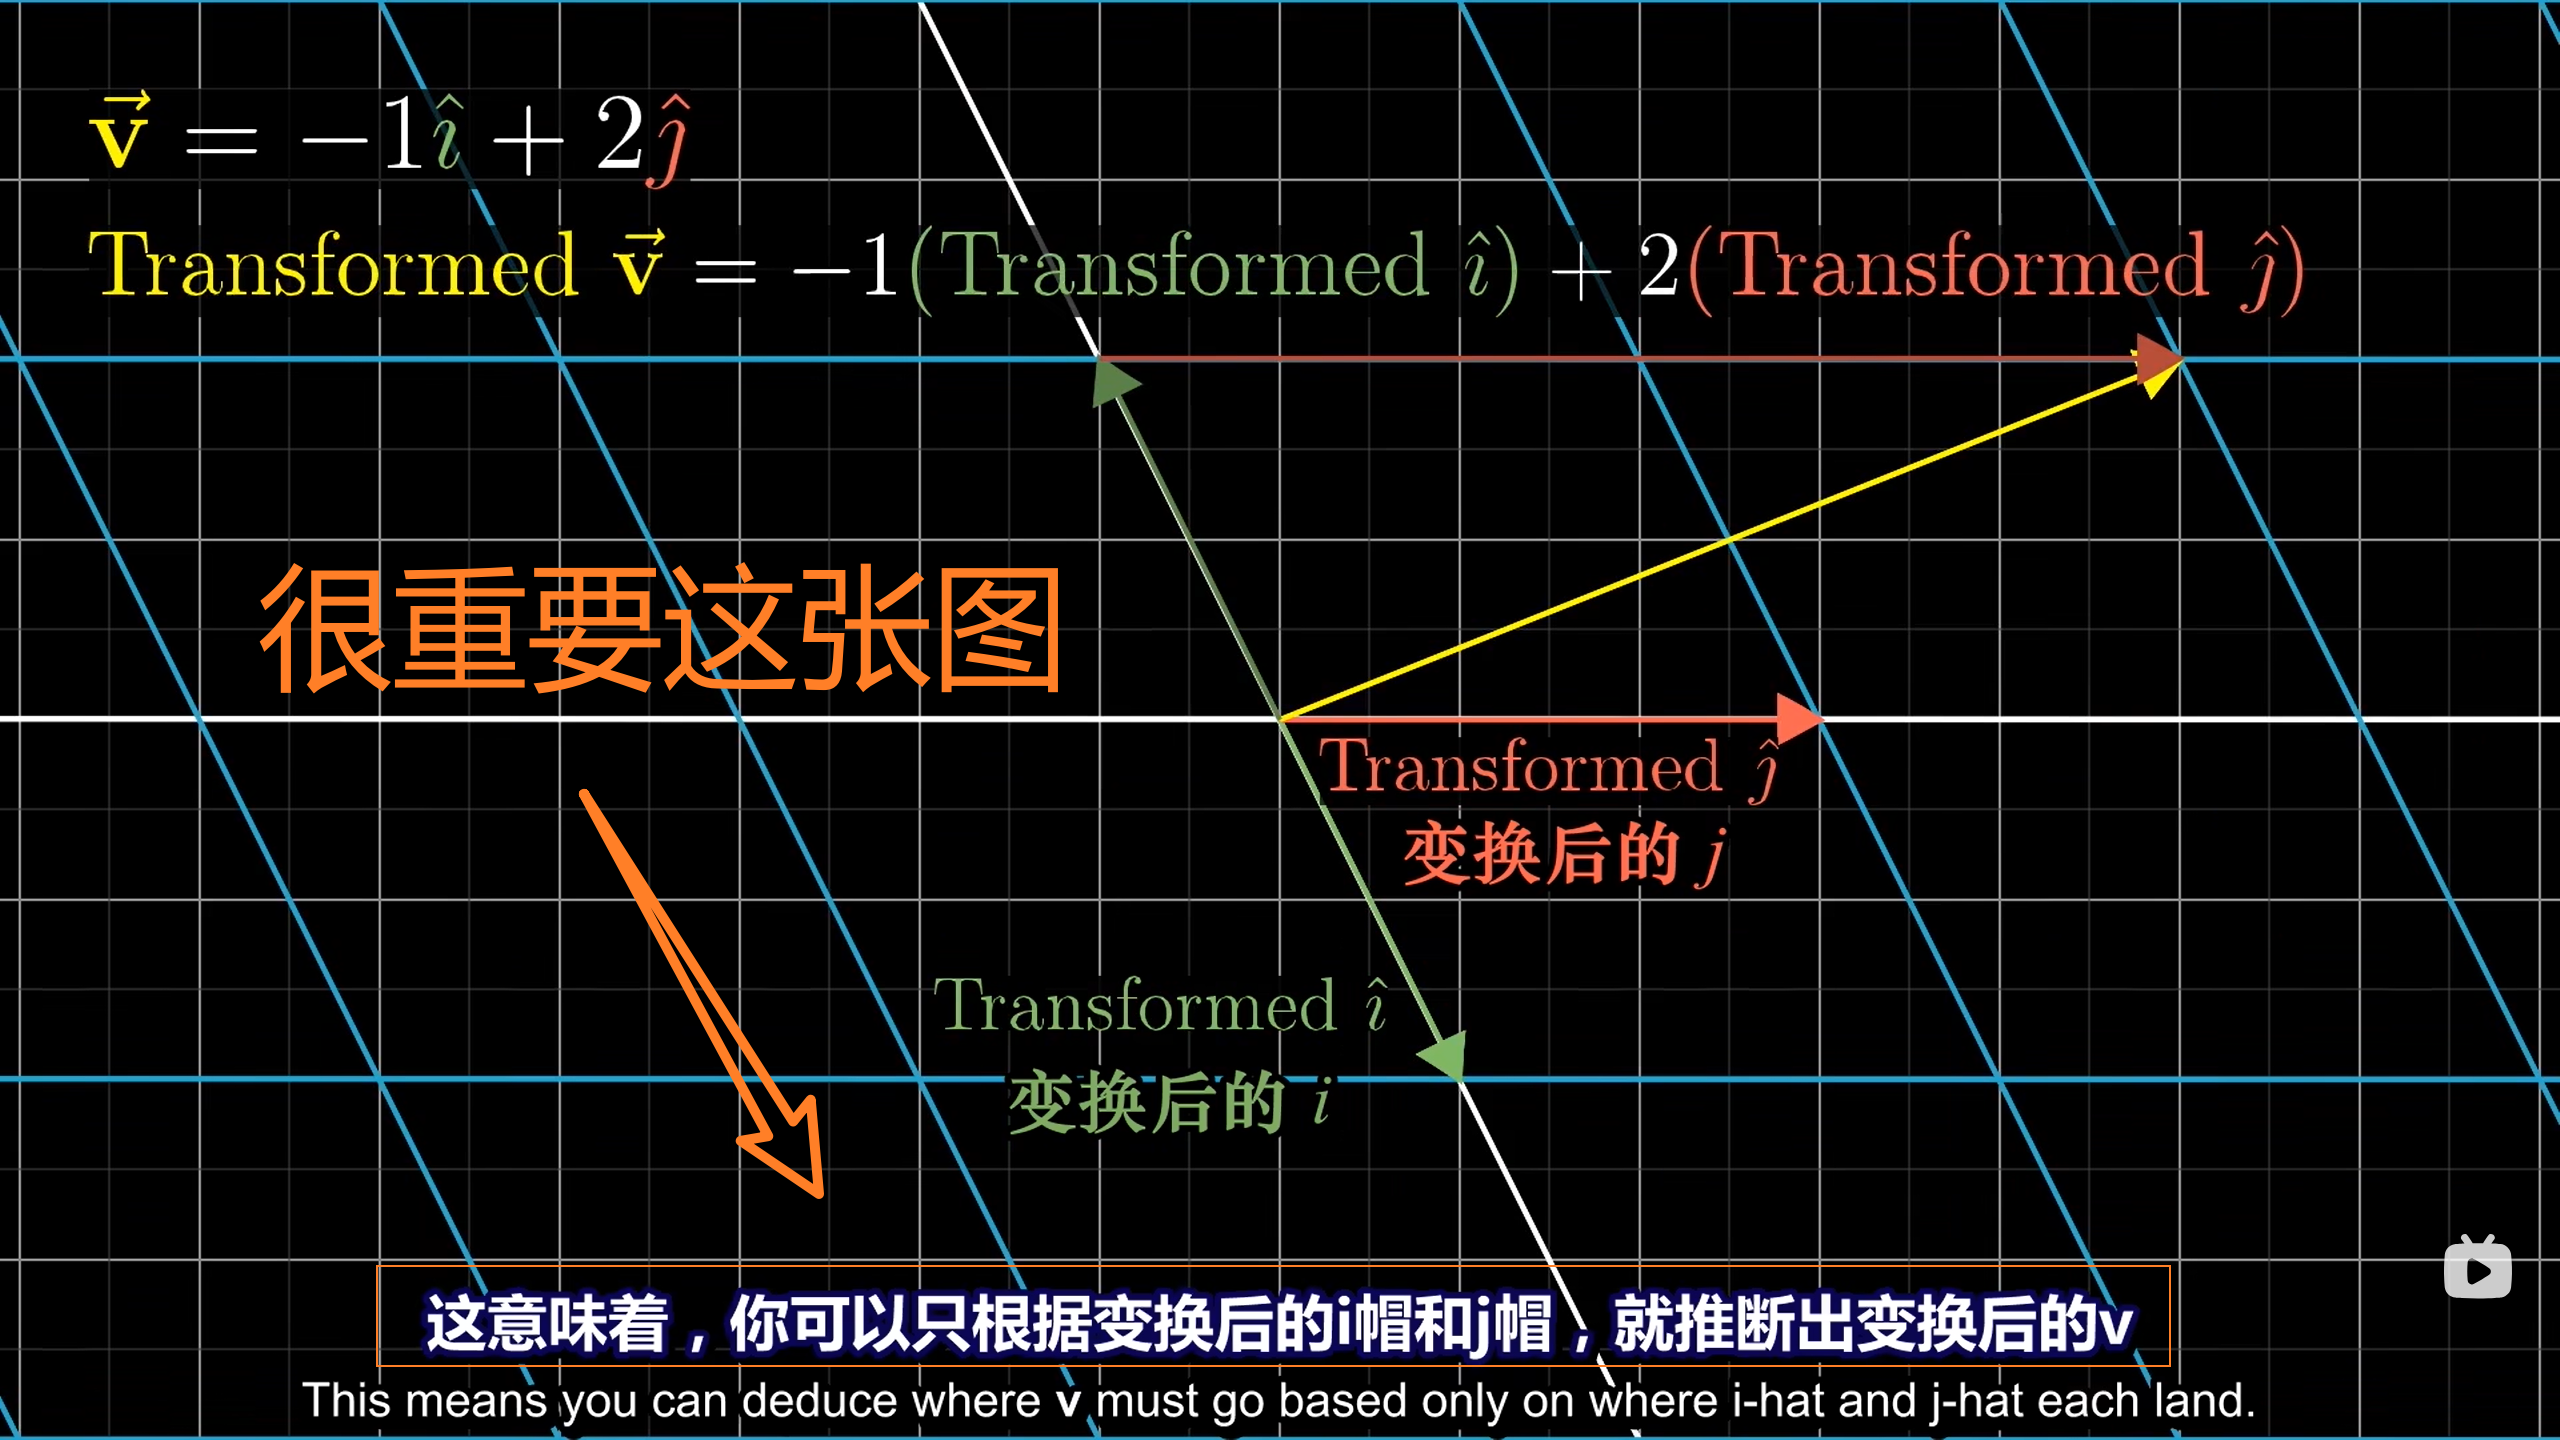 $\vec{\mathbf{v}} = -1\hat{\imath} + 2\hat{\jmath}$
Transformed $\vec{\mathbf{v}} = -1$(Transformed $\hat{\imath}$) $+ 2$(Transformed $\hat{\jmath}$)
很重要这张图
Transformed $\hat{\jmath}$
变换后的 j
Transformed $\hat{\imath}$
变换后的 i
这意味着，你可以只根据变换后的i帽和j帽，就推断出变换后的v
This means you can deduce where v must go based only on where i-hat and j-hat each land.